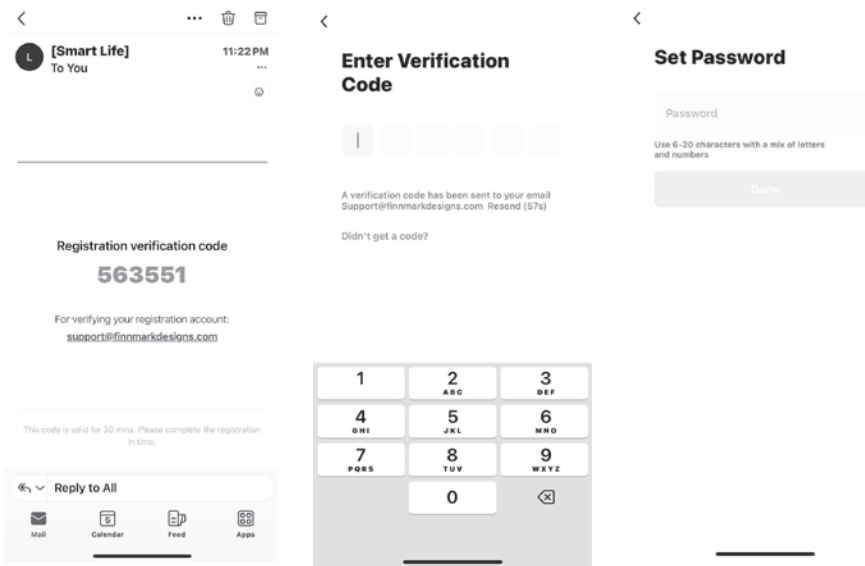 [Smart Life]
11:22 PM
L
To You
Registration verification code
563551
For verifying your registration account:
support@finnmarkdesigns.com
This code is valid for 30 mins. Please complete the registration
in time.
Reply to All
Mail
5
Calendar
Feed
Apps
Enter Verification
Code
A verification code has been sent to your email
Support@finnmarkdesigns.com Resend (57s)
Didn't get a code?
1
2
ABC
3
DEF
4
GHI
5
JKL
6
MNO
7
PQRS
8
TUV
9
WXYZ
0
Set Password
Password
Use 6-20 characters with a mix of letters
and numbers
Done